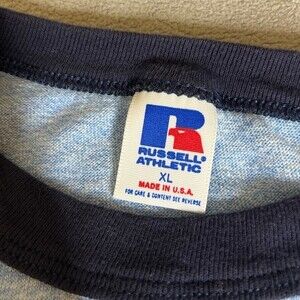 R
RUSSELL®
ATHLETIC
XL
MADE IN U.S.A.
FOR CARE & CONTENT SEE REVERSE